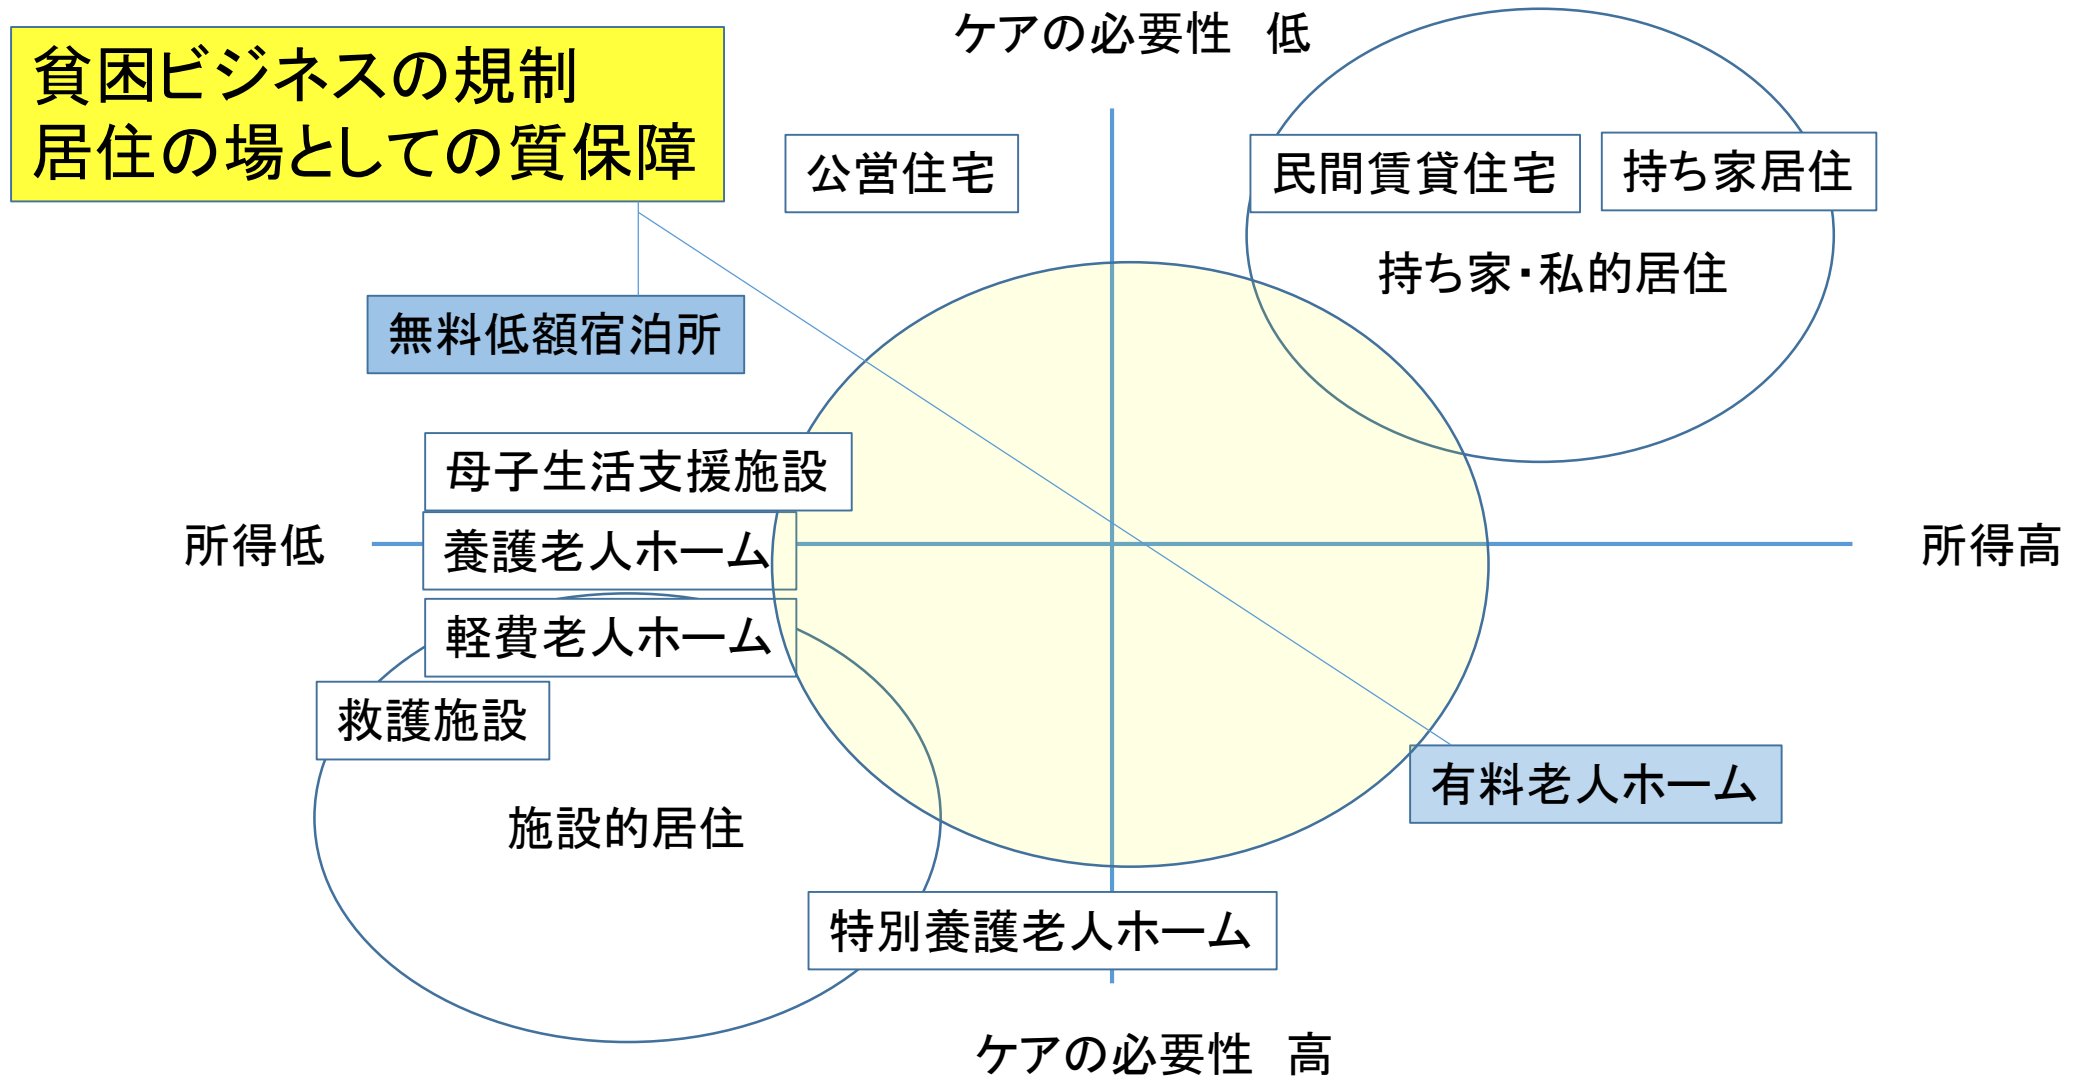 ケアの必要性　低
貧困ビジネスの規制
居住の場としての質保障
公営住宅
民間賃貸住宅
持ち家居住
持ち家・私的居住
無料低額宿泊所
母子生活支援施設
所得低
養護老人ホーム
所得高
軽費老人ホーム
救護施設
有料老人ホーム
施設的居住
特別養護老人ホーム
ケアの必要性　高